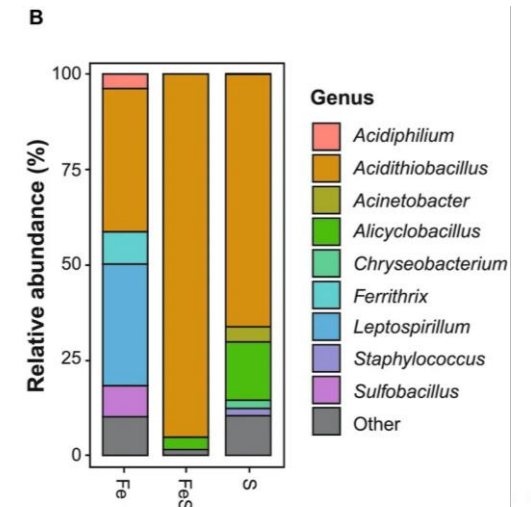 B
Relative abundance (%)
100
75
50
25
0
Fe
FeS
S
Genus
Acidiphilium
Acidithiobacillus
Acinetobacter
Alicyclobacillus
Chryseobacterium
Ferrithrix
Leptospirillum
Staphylococcus
Sulfobacillus
Other